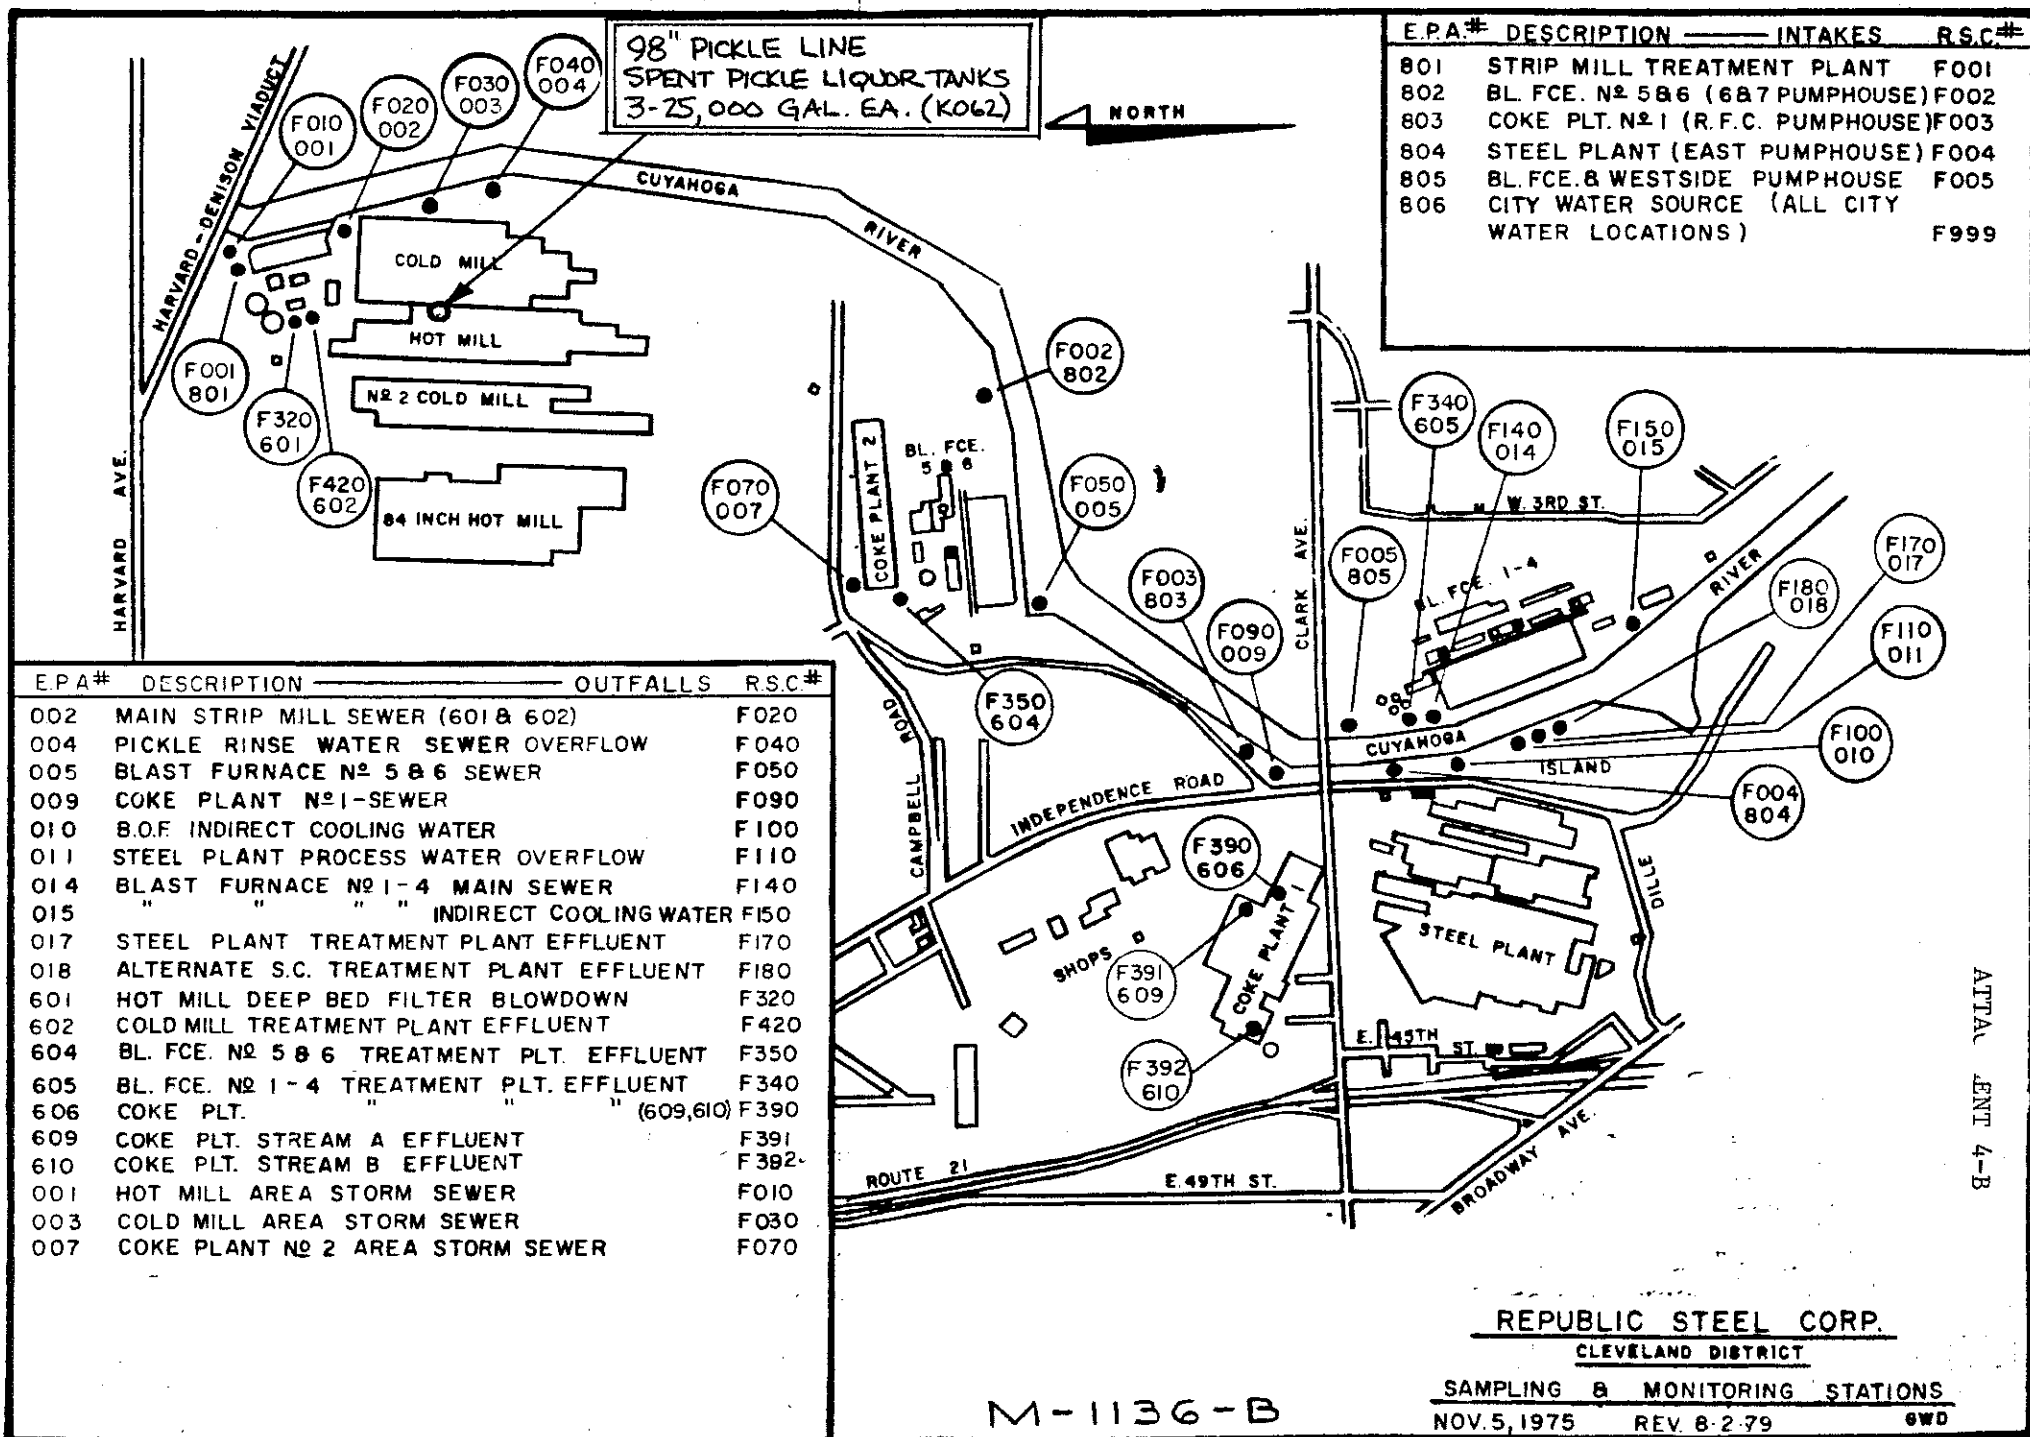 98" PICKLE LINE
SPENT PICKLE LIQUOR TANKS
3-25,000 GAL. EA. (K062)
NORTH
E.P.A.# DESCRIPTION INTAKES R.S.C.#
801 STRIP MILL TREATMENT PLANT F001
802 BL. FCE. Nº 5&6 (6&7 PUMPHOUSE) F002
803 COKE PLT. Nº 1 (R.F.C. PUMPHOUSE) F003
804 STEEL PLANT (EAST PUMPHOUSE) F004
805 BL. FCE. & WESTSIDE PUMPHOUSE F005
806 CITY WATER SOURCE (ALL CITY
WATER LOCATIONS) F999
HARVARD-DENISON VIADUCT
F010
001
F020
002
F030
003
F040
004
CUYAHOGA
RIVER
COLD MILL
HOT MILL
Nº 2 COLD MILL
84 INCH HOT MILL
HARVARD AVE.
F001
801
F320
601
F420
602
F002
802
F070
007
COKE PLANT 2
BL. FCE.
5 & 6
F050
005
F003
803
F090
009
F350
604
CLARK AVE.
F340
605
F140
014
F150
015
W. 3RD ST.
F005
805
BL. FCE. 1-4
RIVER
F170
017
F180
018
F110
011
F100
010
F004
804
CUYAHOGA
ISLAND
CAMPBELL ROAD
INDEPENDENCE ROAD
F390
606
F391
609
F392
610
SHOPS
COKE PLANT 1
STEEL PLANT
DILLE
E. 45TH ST.
ROUTE 21
E. 49TH ST.
BROADWAY AVE.
E.P.A# DESCRIPTION OUTFALLS R.S.C.#
002 MAIN STRIP MILL SEWER (601 & 602) F020
004 PICKLE RINSE WATER SEWER OVERFLOW F040
005 BLAST FURNACE Nº 5 & 6 SEWER F050
009 COKE PLANT Nº 1-SEWER F090
010 B.O.F. INDIRECT COOLING WATER F100
011 STEEL PLANT PROCESS WATER OVERFLOW F110
014 BLAST FURNACE Nº 1-4 MAIN SEWER F140
015 " " " " INDIRECT COOLING WATER F150
017 STEEL PLANT TREATMENT PLANT EFFLUENT F170
018 ALTERNATE S.C. TREATMENT PLANT EFFLUENT F180
601 HOT MILL DEEP BED FILTER BLOWDOWN F320
602 COLD MILL TREATMENT PLANT EFFLUENT F420
604 BL. FCE. Nº 5 & 6 TREATMENT PLT. EFFLUENT F350
605 BL. FCE. Nº 1-4 TREATMENT PLT. EFFLUENT F340
606 COKE PLT. " " " (609,610) F390
609 COKE PLT. STREAM A EFFLUENT F391
610 COKE PLT. STREAM B EFFLUENT F392
001 HOT MILL AREA STORM SEWER F010
003 COLD MILL AREA STORM SEWER F030
007 COKE PLANT Nº 2 AREA STORM SEWER F070
ATTA ENT 4-B
REPUBLIC STEEL CORP.
CLEVELAND DISTRICT
SAMPLING & MONITORING STATIONS
NOV. 5, 1975 REV. 8-2-79 GWD
M-1136-B